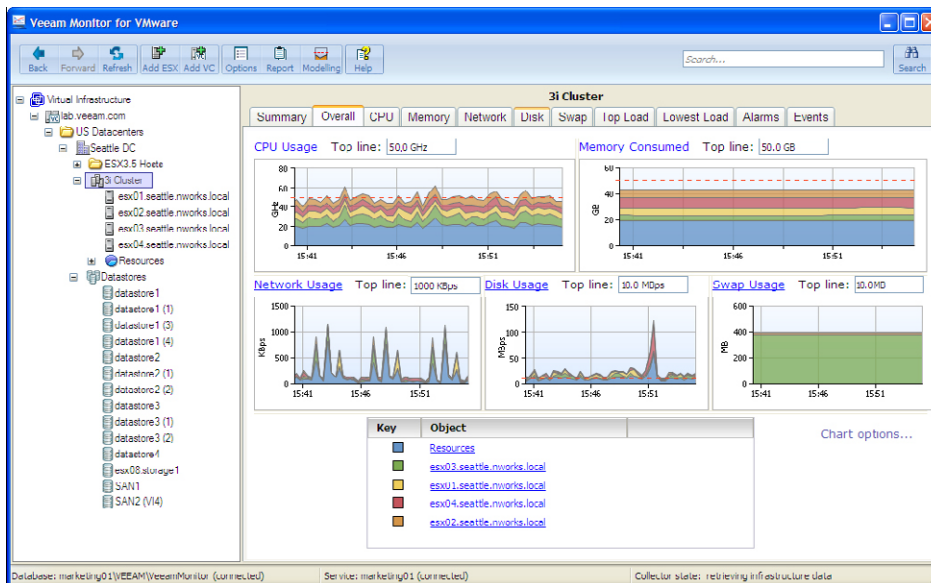 Veeam Monitor for VMware
Back Forward Refresh Add ESX Add VC Options Report Modelling Help Search... Search
Virtual Infrastructure
lab.veeam.com
US Datacenters
Seattle DC
ESX3.5 Hosts
3i Cluster
esx01.seattle.nworks.local
esx02.seattle.nworks.local
esx03.seattle.nworks.local
esx04.seattle.nworks.local
Resources
Datastores
datastore1
datastore1 (1)
datastore1 (3)
datastore1 (4)
datastore2
datastore2 (1)
datastore2 (2)
datastore3
datastore3 (1)
datastore3 (2)
datastore4
esx08.storage1
SAN1
SAN2 (VI4)
3i Cluster
Summary Overall CPU Memory Network Disk Swap Top Load Lowest Load Alarms Events
CPU Usage Top line: 50,0 GHz
80
60
40
20
0
GHz
15:41 15:46 15:51
Memory Consumed Top line: 50.0 GB
60
40
20
0
GB
15:41 15:46 15:51
Network Usage Top line: 1000 KBps
1500
1000
500
0
KBps
15:41 15:46 15:51
Disk Usage Top line: 10.0 MBps
150
100
50
0
MBps
15:41 15:46 15:51
Swap Usage Top line: 10.0MB
600
400
200
0
MB
15:41 15:46 15:51
Key Object
Resources
esx03.seattle.nworks.local
esx01.seattle.nworks.local
esx04.seattle.nworks.local
esx02.seattle.nworks.local
Chart options...
Database: marketing01\VEEAM\VeeamMonitor (connected) Service: marketing01 (connected) Collector state: retrieving infrastructure data